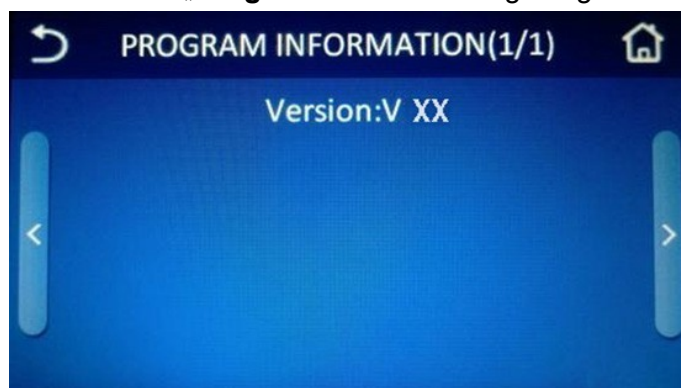 PROGRAM INFORMATION(1/1)
Version:V XX
<
>